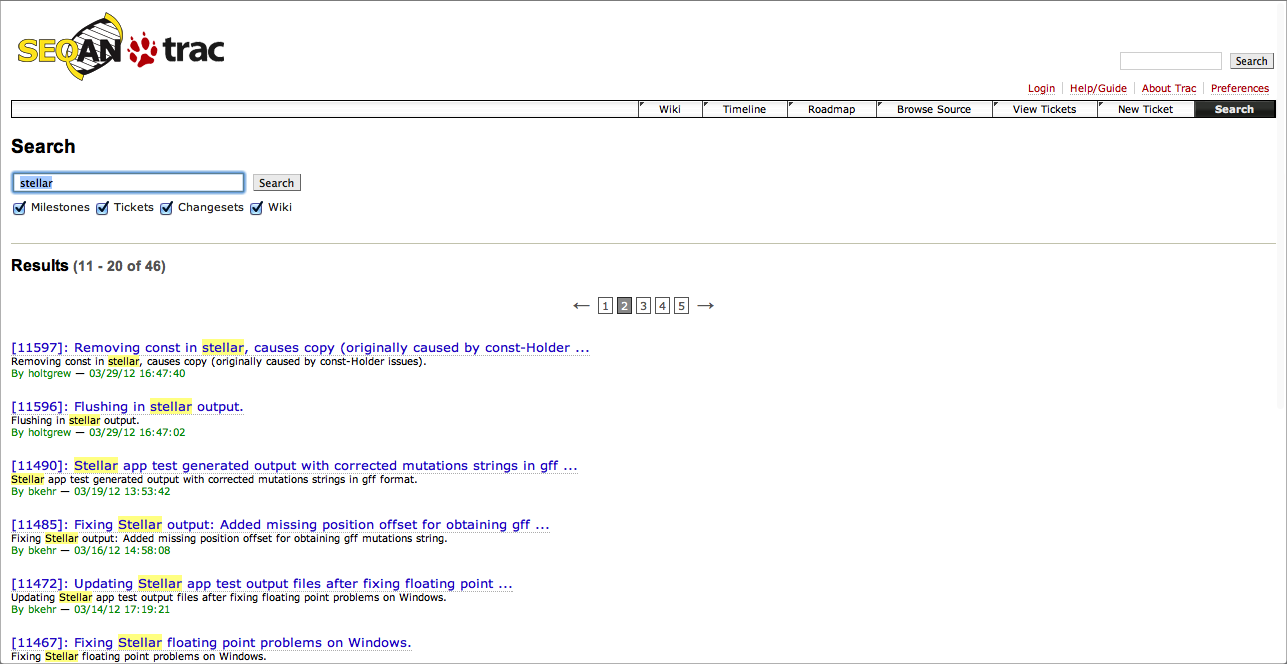 SEQAN trac
Search
Login Help/Guide About Trac Preferences
Wiki Timeline Roadmap Browse Source View Tickets New Ticket Search
Search
stellar Search
Milestones Tickets Changesets Wiki
Results (11 - 20 of 46)
← 1 2 3 4 5 →
[11597]: Removing const in stellar, causes copy (originally caused by const-Holder ...
Removing const in stellar, causes copy (originally caused by const-Holder issues).
By holtgrew — 03/29/12 16:47:40
[11596]: Flushing in stellar output.
Flushing in stellar output.
By holtgrew — 03/29/12 16:47:02
[11490]: Stellar app test generated output with corrected mutations strings in gff ...
Stellar app test generated output with corrected mutations strings in gff format.
By bkehr — 03/19/12 13:53:42
[11485]: Fixing Stellar output: Added missing position offset for obtaining gff ...
Fixing Stellar output: Added missing position offset for obtaining gff mutations string.
By bkehr — 03/16/12 14:58:08
[11472]: Updating Stellar app test output files after fixing floating point ...
Updating Stellar app test output files after fixing floating point problems on Windows.
By bkehr — 03/14/12 17:19:21
[11467]: Fixing Stellar floating point problems on Windows.
Fixing Stellar floating point problems on Windows.